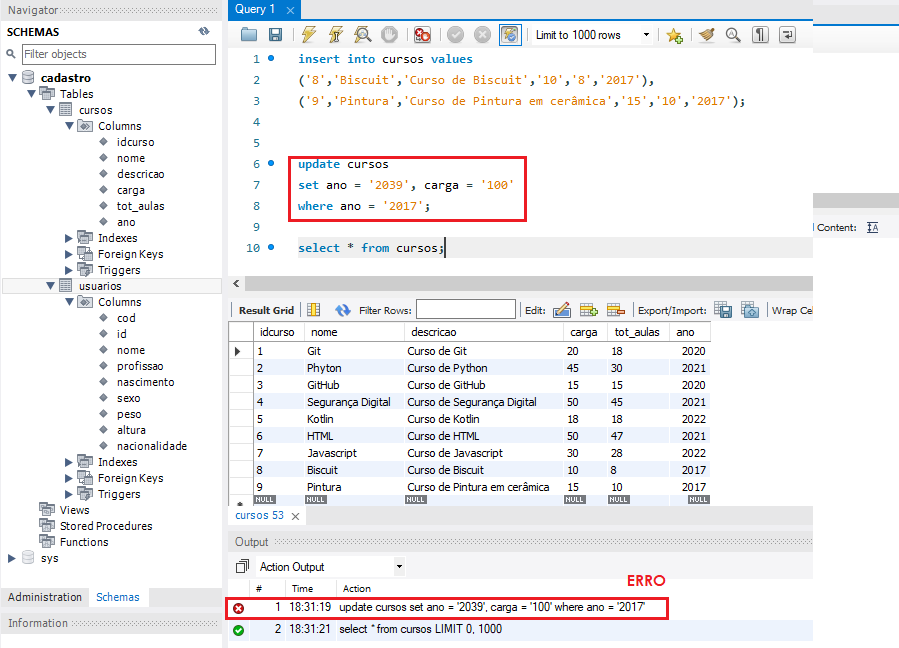 Navigator
SCHEMAS
Filter objects
cadastro
Tables
cursos
Columns
idcurso
nome
descricao
carga
tot_aulas
ano
Indexes
Foreign Keys
Triggers
usuarios
Columns
cod
id
nome
profissao
nascimento
sexo
peso
altura
nacionalidade
Indexes
Foreign Keys
Triggers
Views
Stored Procedures
Functions
sys
Administration Schemas
Information
Query 1
Limit to 1000 rows
1 insert into cursos values
2 ('8','Biscuit','Curso de Biscuit','10','8','2017'),
3 ('9','Pintura','Curso de Pintura em cerâmica','15','10','2017');
4
5
6 update cursos
7 set ano = '2039', carga = '100'
8 where ano = '2017';
9
10 select * from cursos;
Content:
Result Grid Filter Rows: Edit: Export/Import: Wrap Cel
idcurso nome descricao carga tot_aulas ano
1 Git Curso de Git 20 18 2020
2 Phyton Curso de Python 45 30 2021
3 GitHub Curso de GitHub 15 15 2020
4 Segurança Digital Curso de Segurança Digital 50 45 2021
5 Kotlin Curso de Kotlin 18 18 2022
6 HTML Curso de HTML 50 47 2021
7 Javascript Curso de Javascript 30 28 2022
8 Biscuit Curso de Biscuit 10 8 2017
9 Pintura Curso de Pintura em cerâmica 15 10 2017
NULL NULL NULL NULL NULL NULL
cursos 53
Output
Action Output
ERRO
# Time Action
1 18:31:19 update cursos set ano = '2039', carga = '100' where ano = '2017'
2 18:31:21 select * from cursos LIMIT 0, 1000